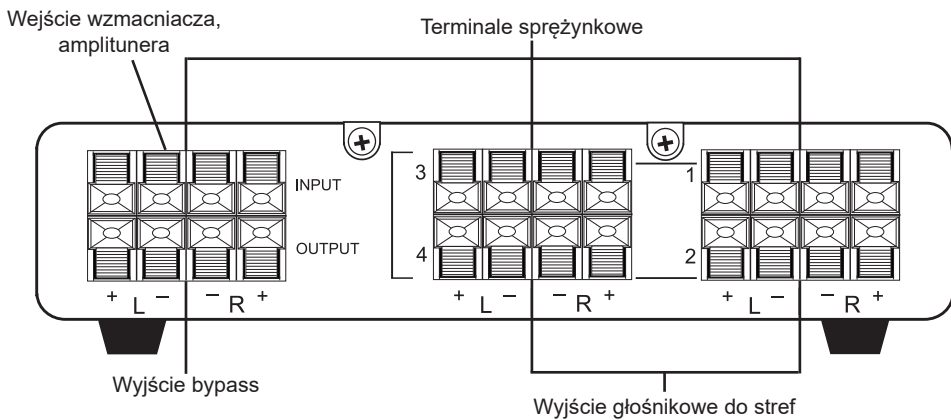 Wejście wzmacniacza,
amplitunera
Terminale sprężynkowe
INPUT
OUTPUT
3
4
1
2
+ L − − R +
+ L − − R +
+ L − − R +
Wyjście bypass
Wyjście głośnikowe do stref